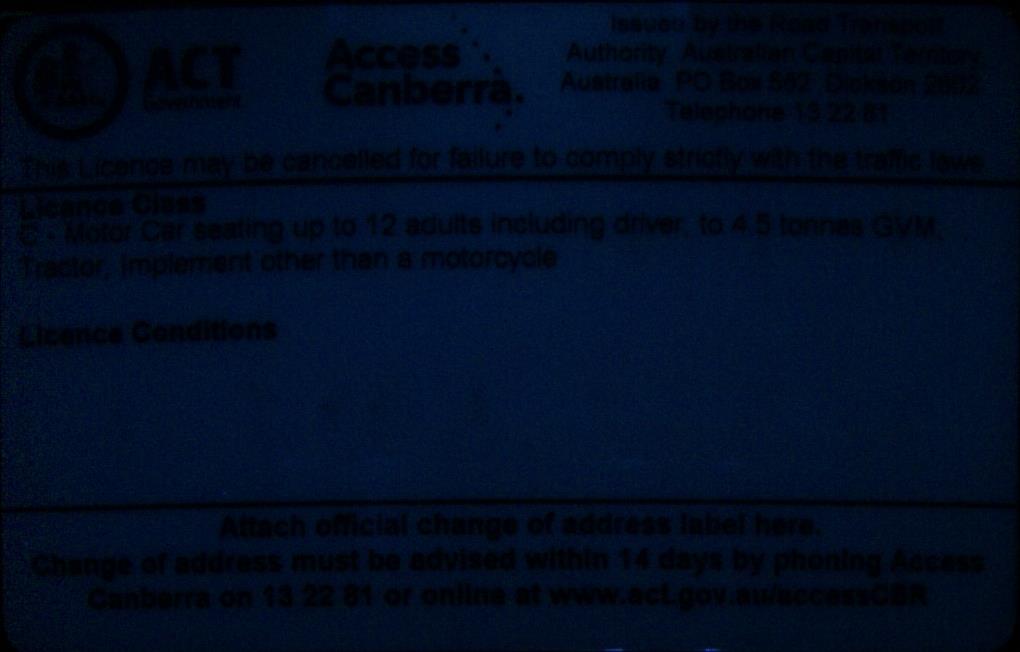 ACT
Government
Access
Canberra.
Issued by the Road Transport
Authority Australian Capital Territory
Australia PO Box 582 Dickson 2602
Telephone 13 22 81
This Licence may be cancelled for failure to comply strictly with the traffic laws
Licence Class
C - Motor Car seating up to 12 adults including driver, to 4.5 tonnes GVM,
Tractor, Implement other than a motorcycle
Licence Conditions
Attach official change of address label here.
Change of address must be advised within 14 days by phoning Access
Canberra on 13 22 81 or online at www.act.gov.au/accessCBR